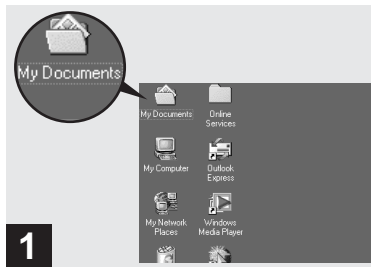 My Documents
My Documents
Online
Services
My Computer
Outlook
Express
My Network
Places
Windows
Media Player
1